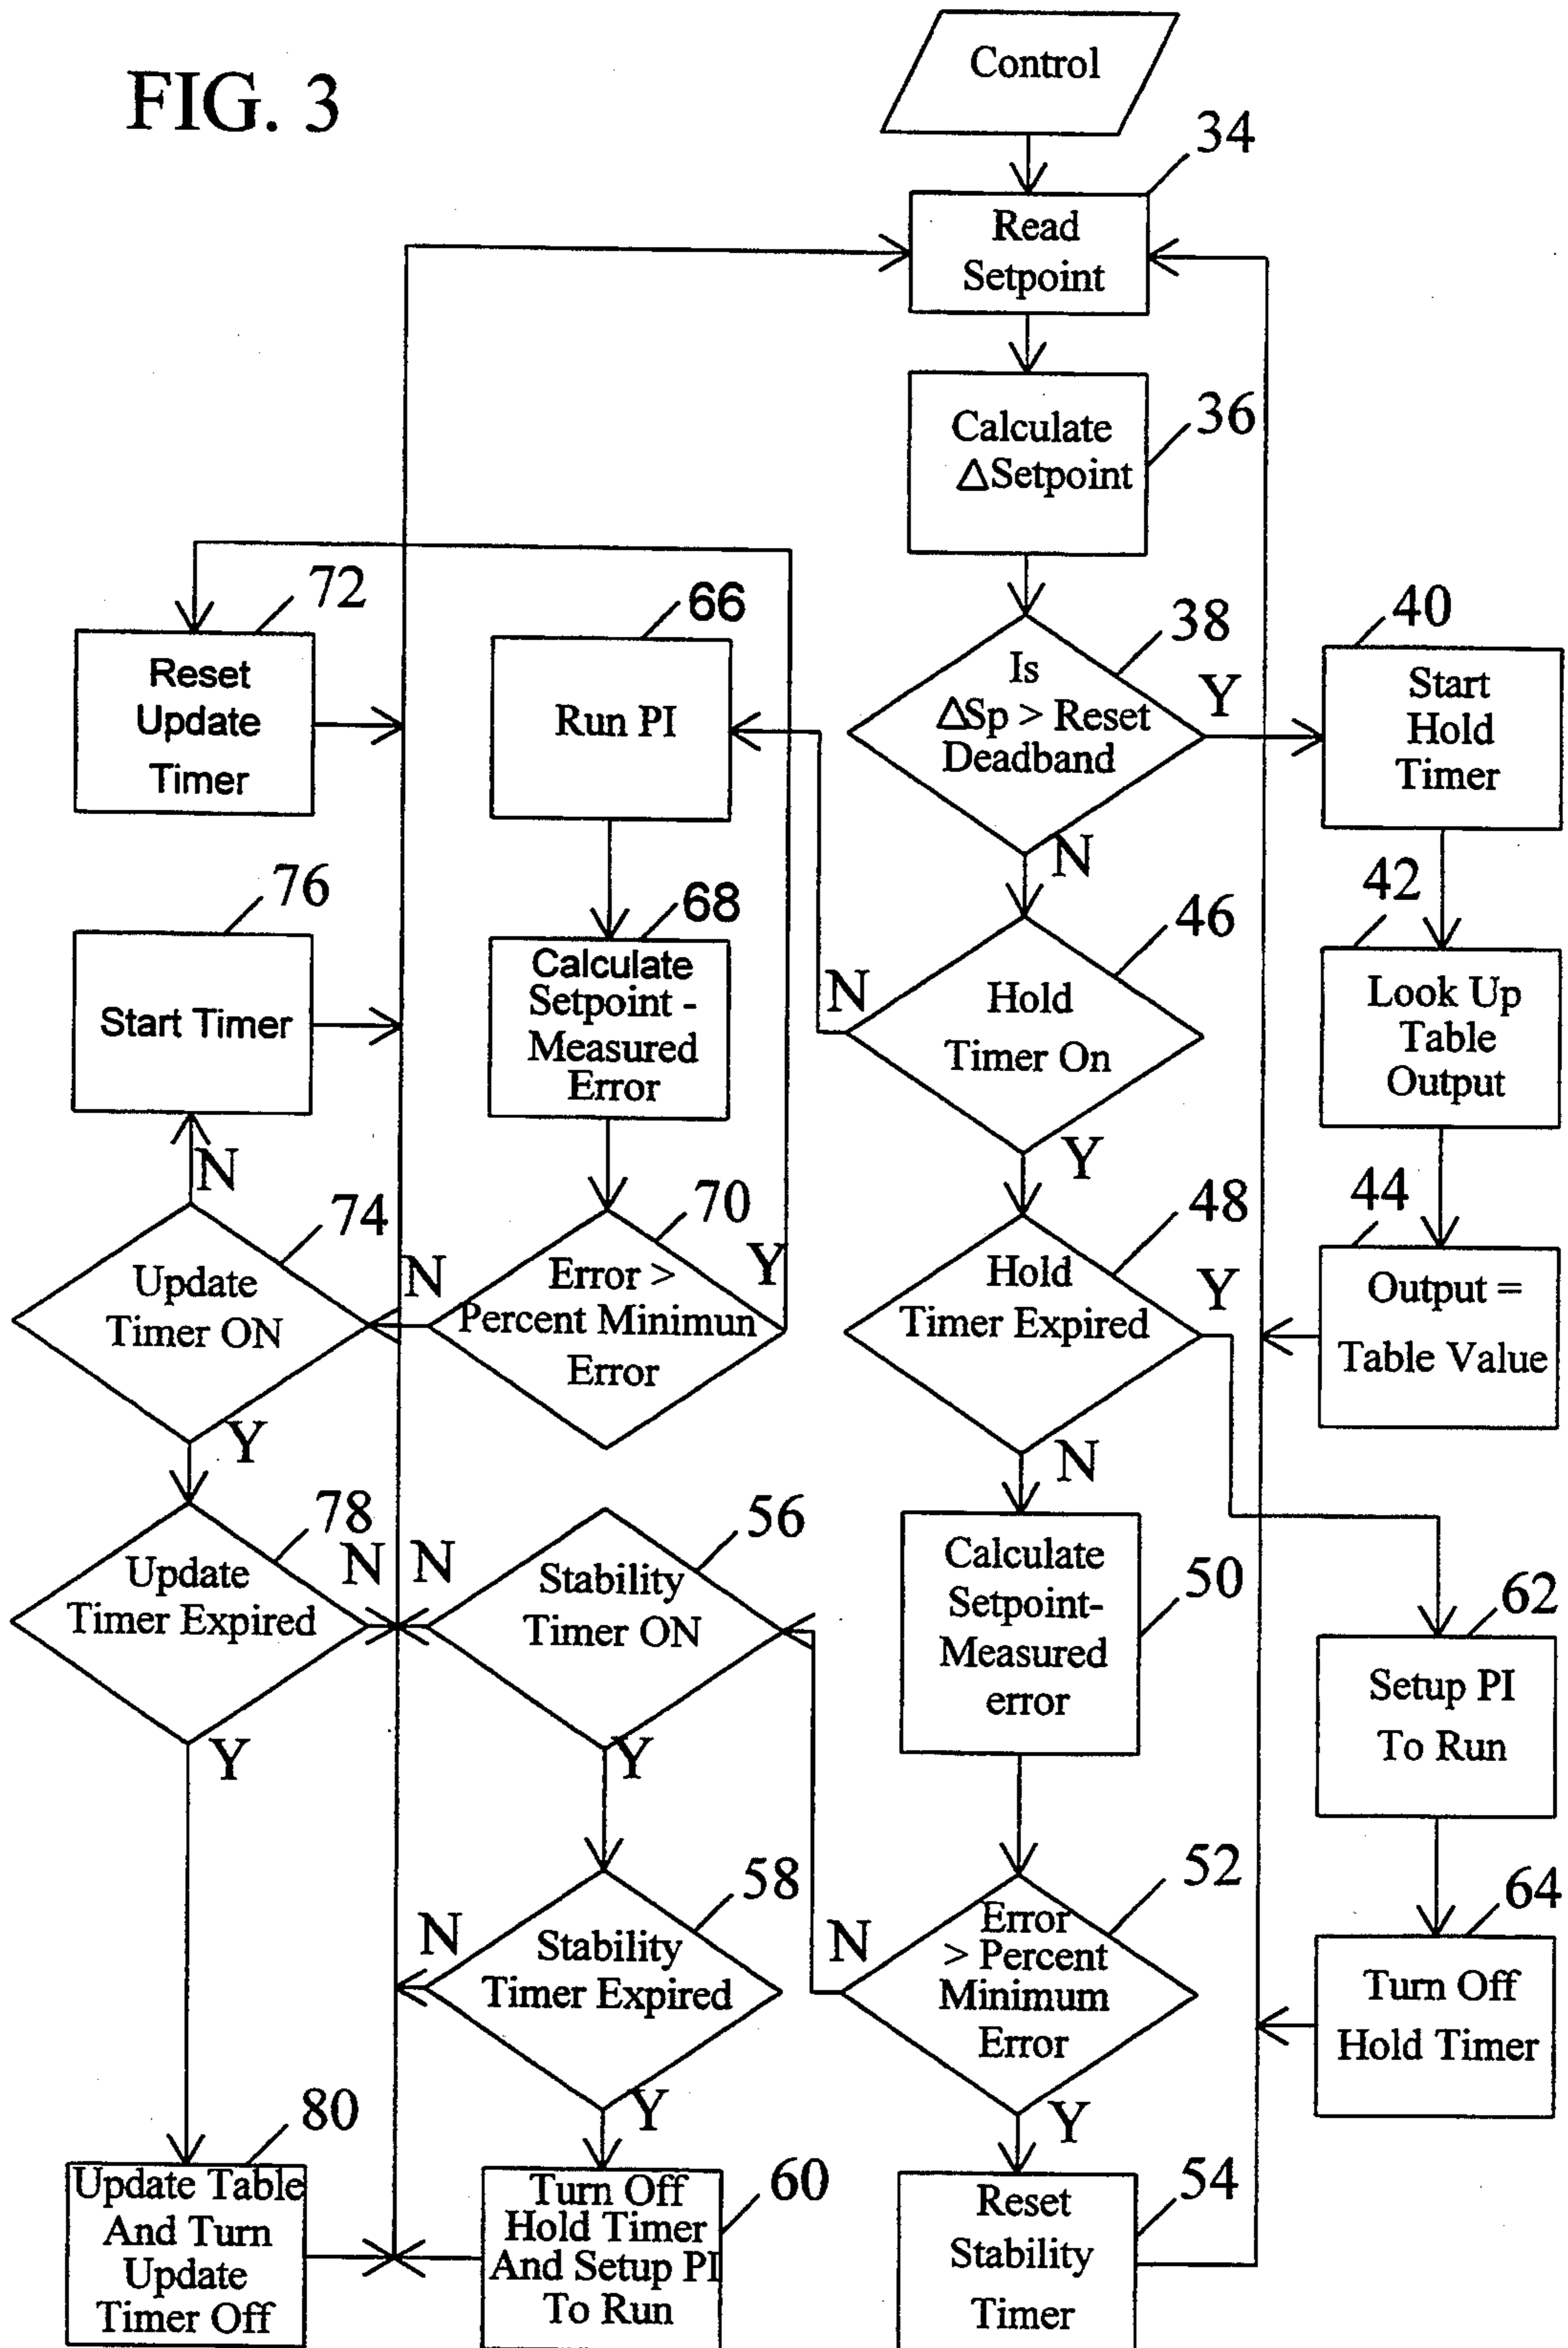 FIG. 3
Control
34
Read
Setpoint
36
Calculate
△Setpoint
38
Is
△Sp > Reset
Deadband
Y
N
40
Start
Hold
Timer
42
Look Up
Table
Output
44
Output =
Table Value
46
Hold
Timer On
N
Y
48
Hold
Timer Expired
Y
N
50
Calculate
Setpoint-
Measured
error
52
Error
> Percent
Minimum
Error
N
Y
54
Reset
Stability
Timer
56
Stability
Timer ON
N
Y
58
Stability
Timer Expired
N
Y
60
Turn Off
Hold Timer
And Setup PI
To Run
62
Setup PI
To Run
64
Turn Off
Hold Timer
66
Run PI
68
Calculate
Setpoint -
Measured
Error
70
Error >
Percent Minimun
Error
Y
N
72
Reset
Update
Timer
74
Update
Timer ON
N
Y
76
Start Timer
78
Update
Timer Expired
N
Y
80
Update Table
And Turn
Update
Timer Off